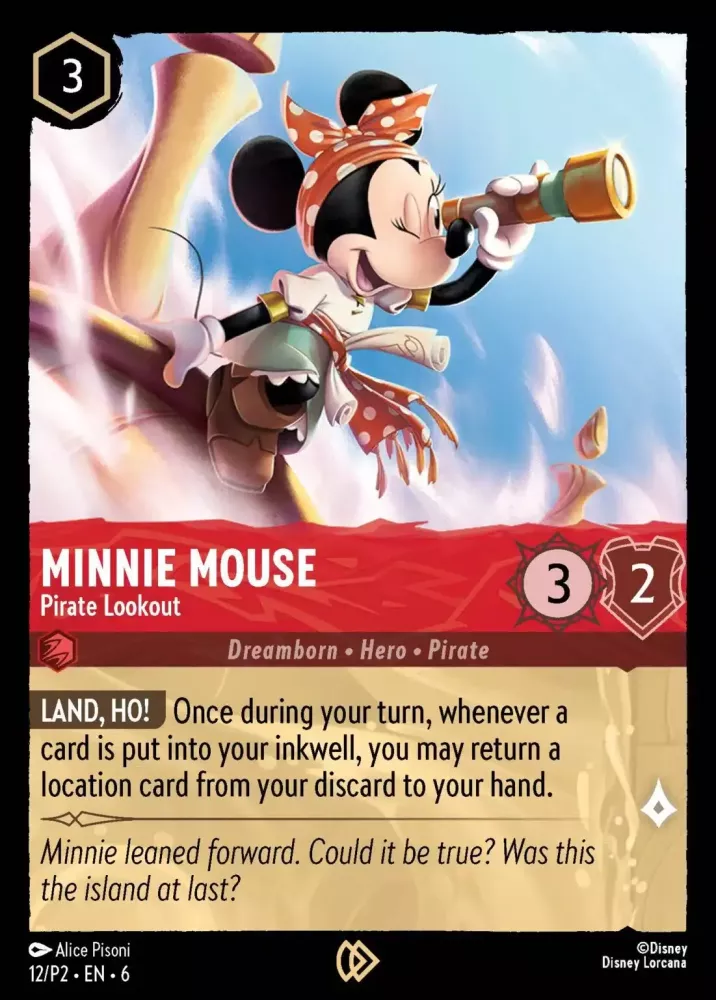 3
MINNIE MOUSE
Pirate Lookout
3
2
Dreamborn • Hero • Pirate
LAND, HO! Once during your turn, whenever a
card is put into your inkwell, you may return a
location card from your discard to your hand.
Minnie leaned forward. Could it be true? Was this
the island at last?
Alice Pisoni
12/P2 • EN • 6
©Disney
Disney Lorcana